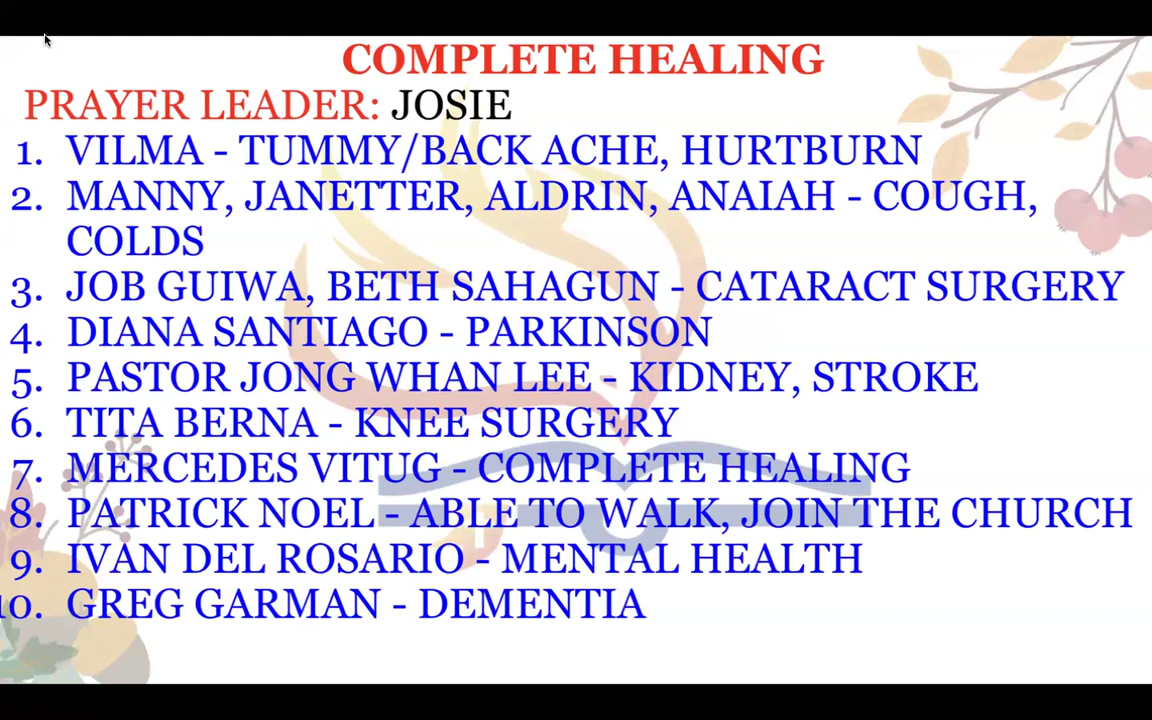 COMPLETE HEALING
PRAYER LEADER: JOSIE
1. VILMA - TUMMY/BACK ACHE, HURTBURN
2. MANNY, JANETTER, ALDRIN, ANAIAH - COUGH,
COLDS
3. JOB GUIWA, BETH SAHAGUN - CATARACT SURGERY
4. DIANA SANTIAGO - PARKINSON
5. PASTOR JONG WHAN LEE - KIDNEY, STROKE
6. TITA BERNA - KNEE SURGERY
7. MERCEDES VITUG - COMPLETE HEALING
8. PATRICK NOEL - ABLE TO WALK, JOIN THE CHURCH
9. IVAN DEL ROSARIO - MENTAL HEALTH
10. GREG GARMAN - DEMENTIA